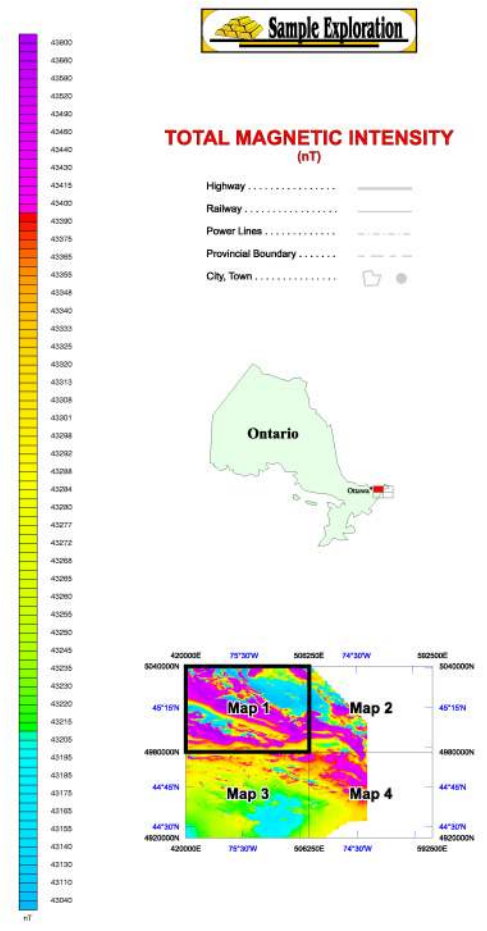 Sample Exploration
43800
43660
43590
43520
43490
43460
43440
43430
43415
43400
43390
43375
43365
43355
43348
43340
43333
43325
43320
43313
43308
43301
43298
43292
43288
43284
43280
43277
43272
43268
43265
43260
43255
43250
43245
43235
43230
43220
43215
43205
43195
43185
43175
43165
43155
43140
43130
43110
43040
nT
TOTAL MAGNETIC INTENSITY
(nT)
Highway . . . . . . . . . . . . . . .
Railway . . . . . . . . . . . . . . . .
Power Lines . . . . . . . . . . . . .
Provincial Boundary . . . . . . .
City, Town . . . . . . . . . . . . . .
Ontario
Ottawa
420000E 75°30'W 506250E 74°30'W 592500E
5040000N 5040000N
45°15'N Map 1 Map 2 45°15'N
4980000N 4980000N
44°45'N Map 3 Map 4 44°45'N
44°30'N 44°30'N
4920000N 4920000N
420000E 75°30'W 506250E 74°30'W 592500E